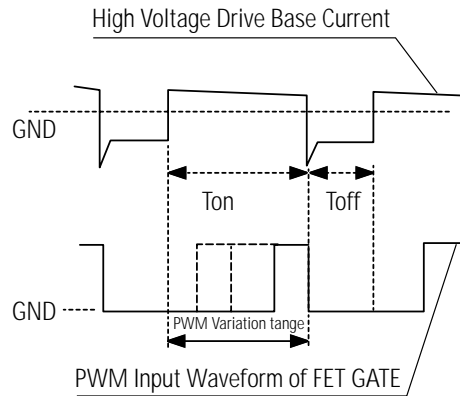 High Voltage Drive Base Current
GND
Ton
Toff
GND
PWM Variation tange
PWM Input Waveform of FET GATE